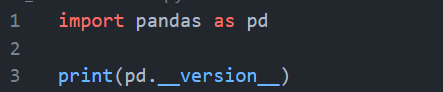 1 import pandas as pd
2
3 print(pd.__version__)